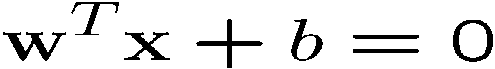 𝐰ᵀ𝐱 + b = 0